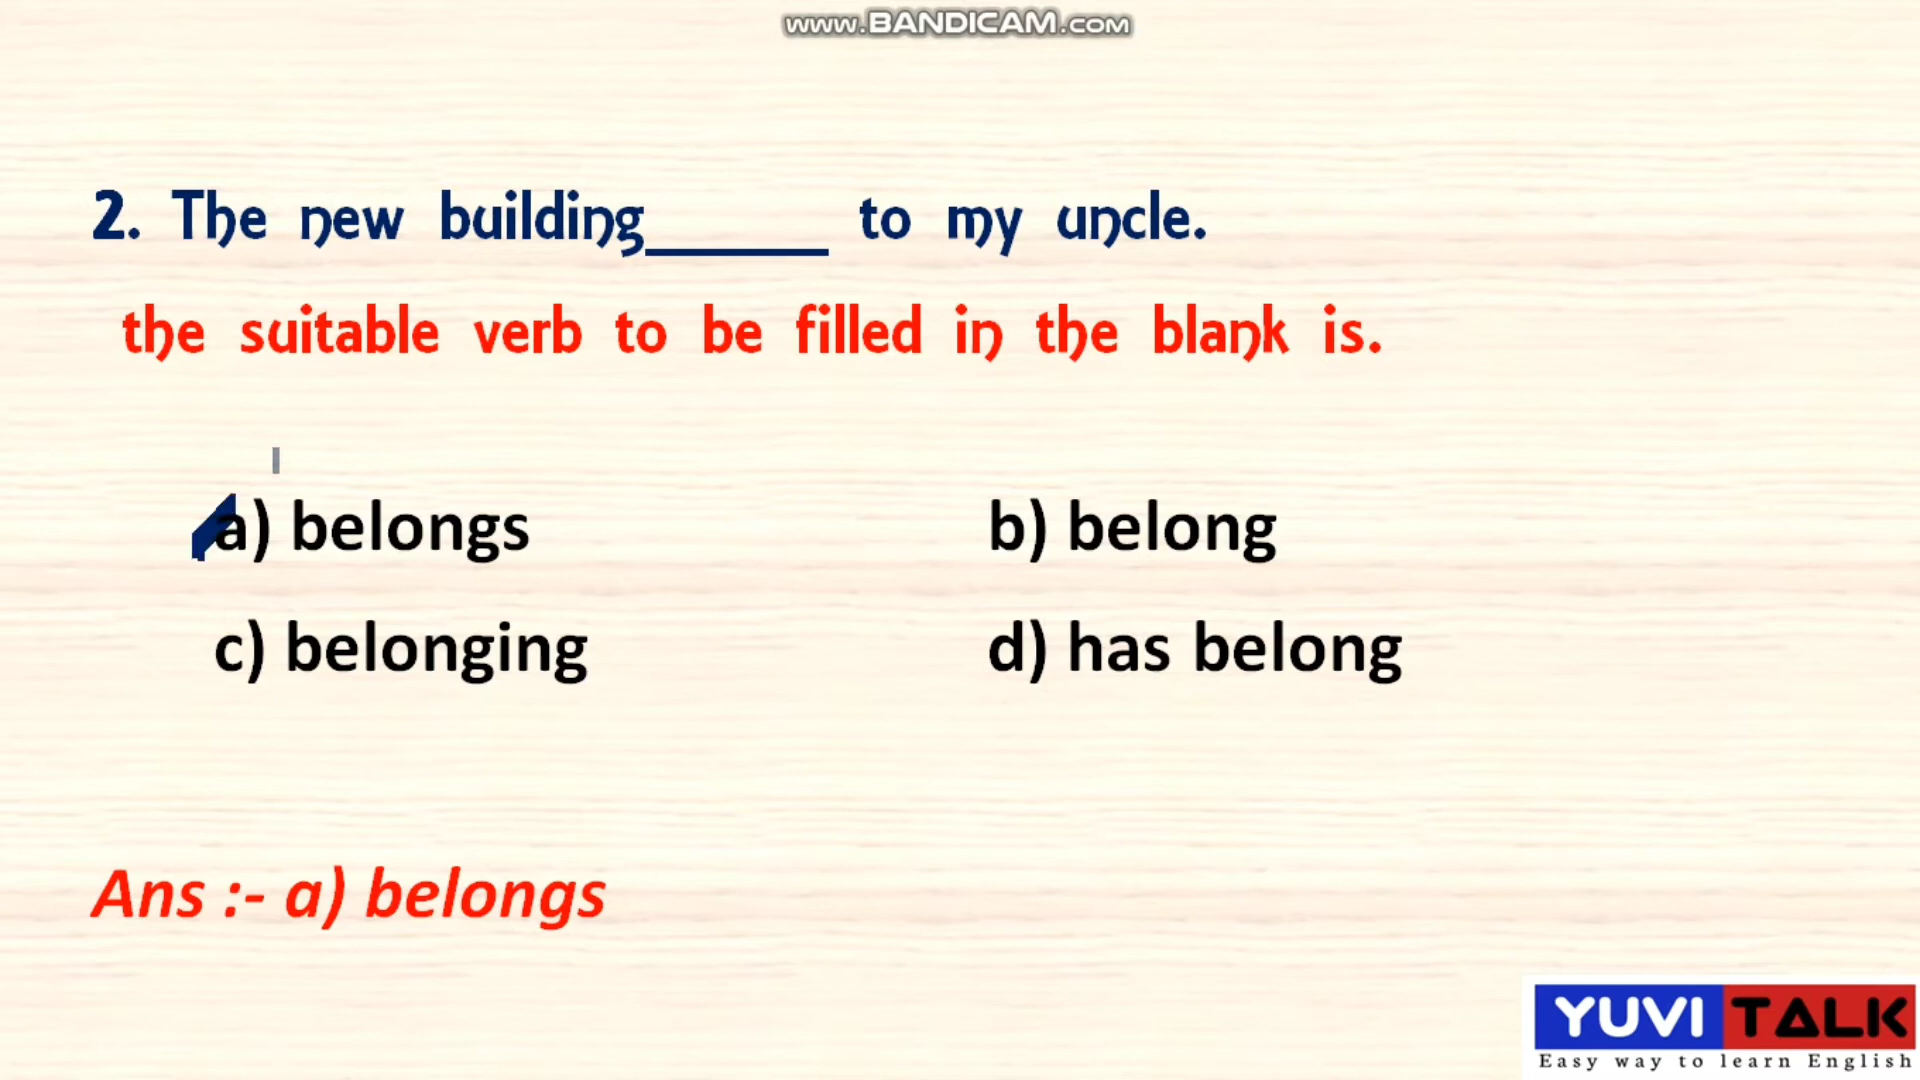 www.BANDICAM.com
2. The new building______ to my uncle.
the suitable verb to be filled in the blank is.
a) belongs
b) belong
c) belonging
d) has belong
Ans :- a) belongs
YUVI TALK
Easy way to learn English